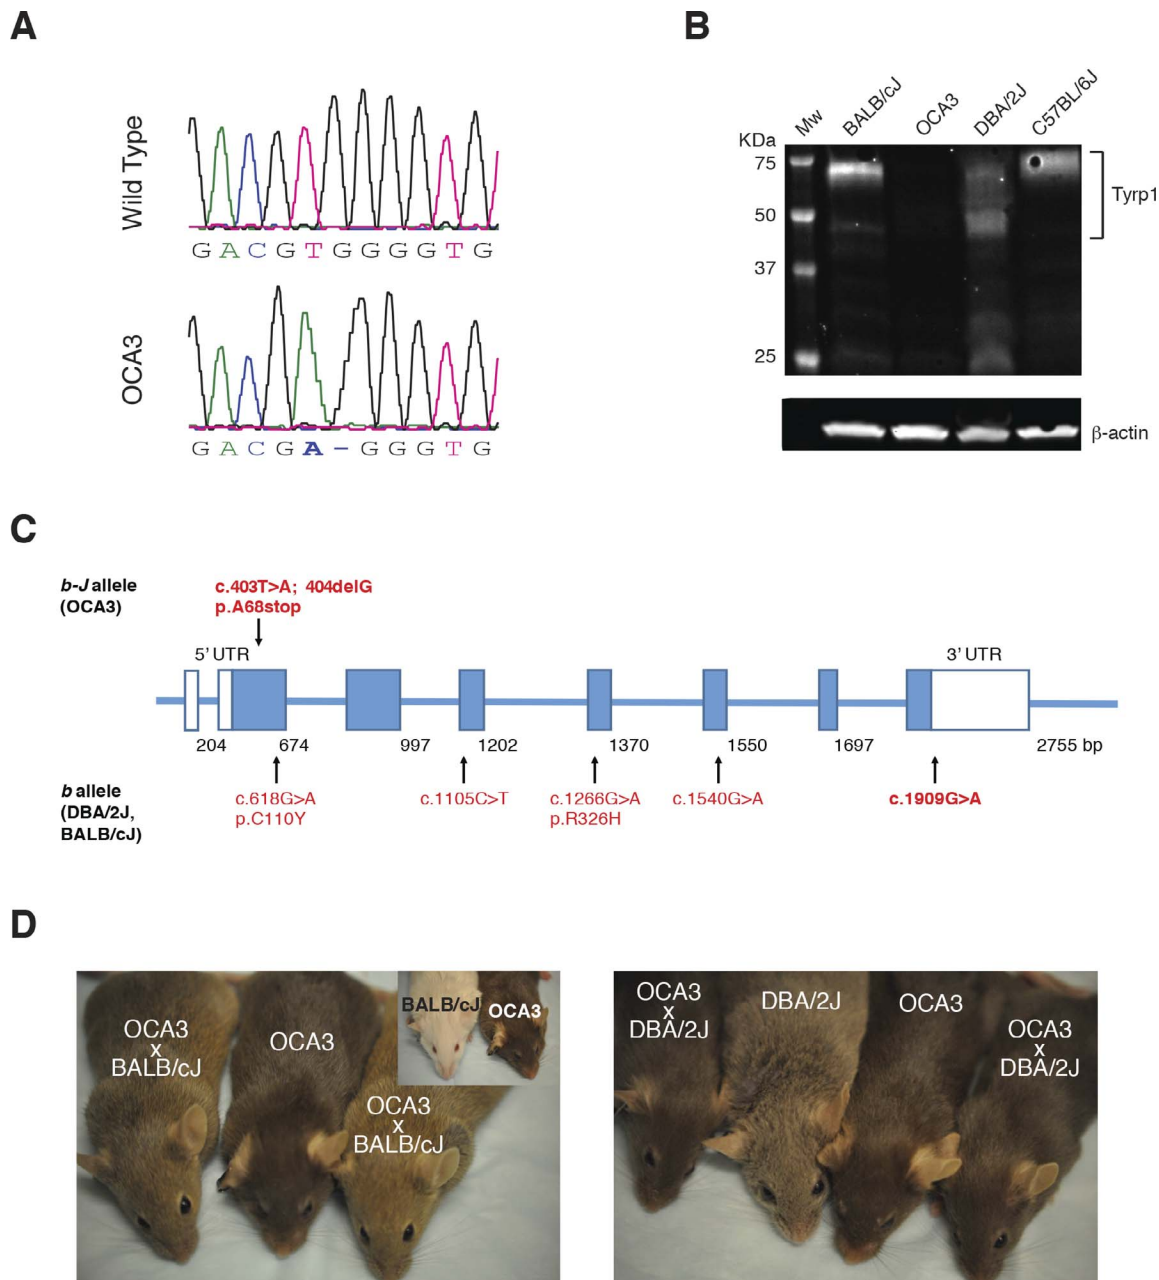 A
Wild Type
G A C G T G G G G T G
OCA3
G A C G A - G G G T G
B
KDa
Mw
BALB/cJ
OCA3
DBA/2J
C57BL/6J
75
50
37
25
Tyrp1
β-actin
C
b-J allele
(OCA3)
c.403T>A; 404delG
p.A68stop
5' UTR
3' UTR
204
674
997
1202
1370
1550
1697
2755 bp
b allele
(DBA/2J,
BALB/cJ)
c.618G>A
p.C110Y
c.1105C>T
c.1266G>A
p.R326H
c.1540G>A
c.1909G>A
D
OCA3
x
BALB/cJ
OCA3
BALB/cJ
OCA3
OCA3
x
BALB/cJ
OCA3
x
DBA/2J
DBA/2J
OCA3
OCA3
x
DBA/2J